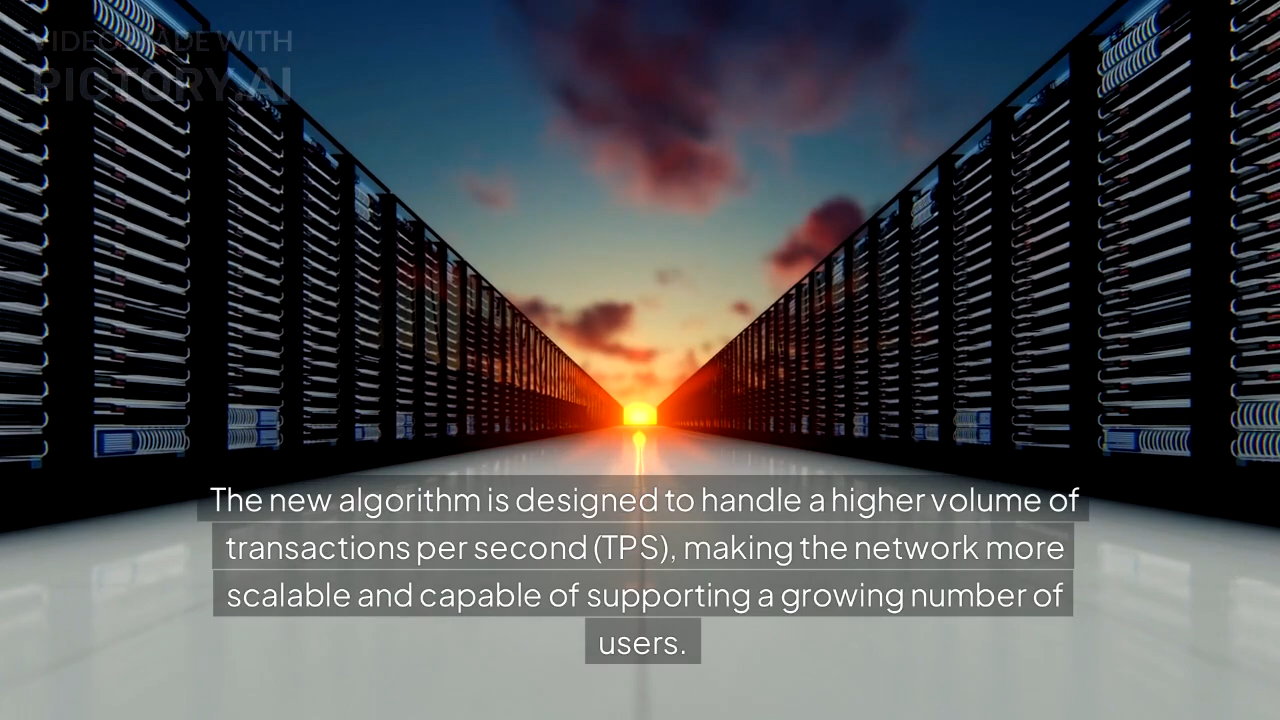 VIDEO MADE WITH
PICTORY.AI
The new algorithm is designed to handle a higher volume of
transactions per second (TPS), making the network more
scalable and capable of supporting a growing number of
users.